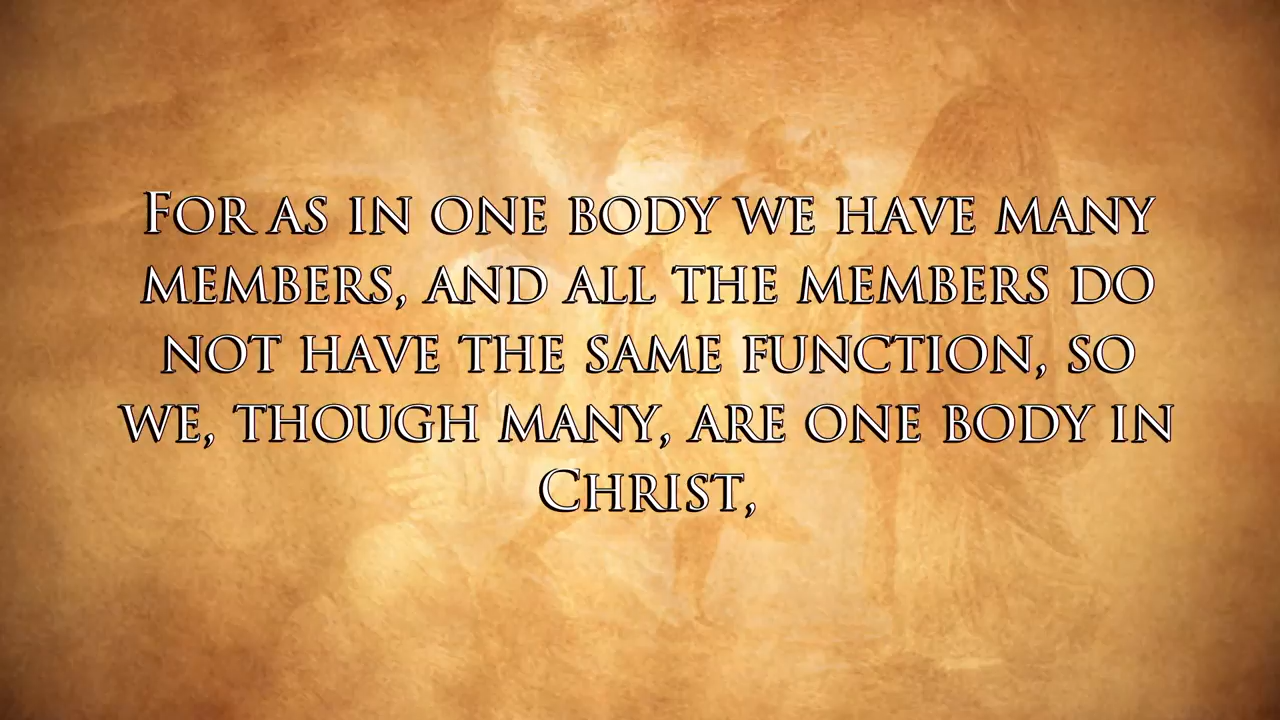 For as in one body we have many
members, and all the members do
not have the same function, so
we, though many, are one body in
Christ,